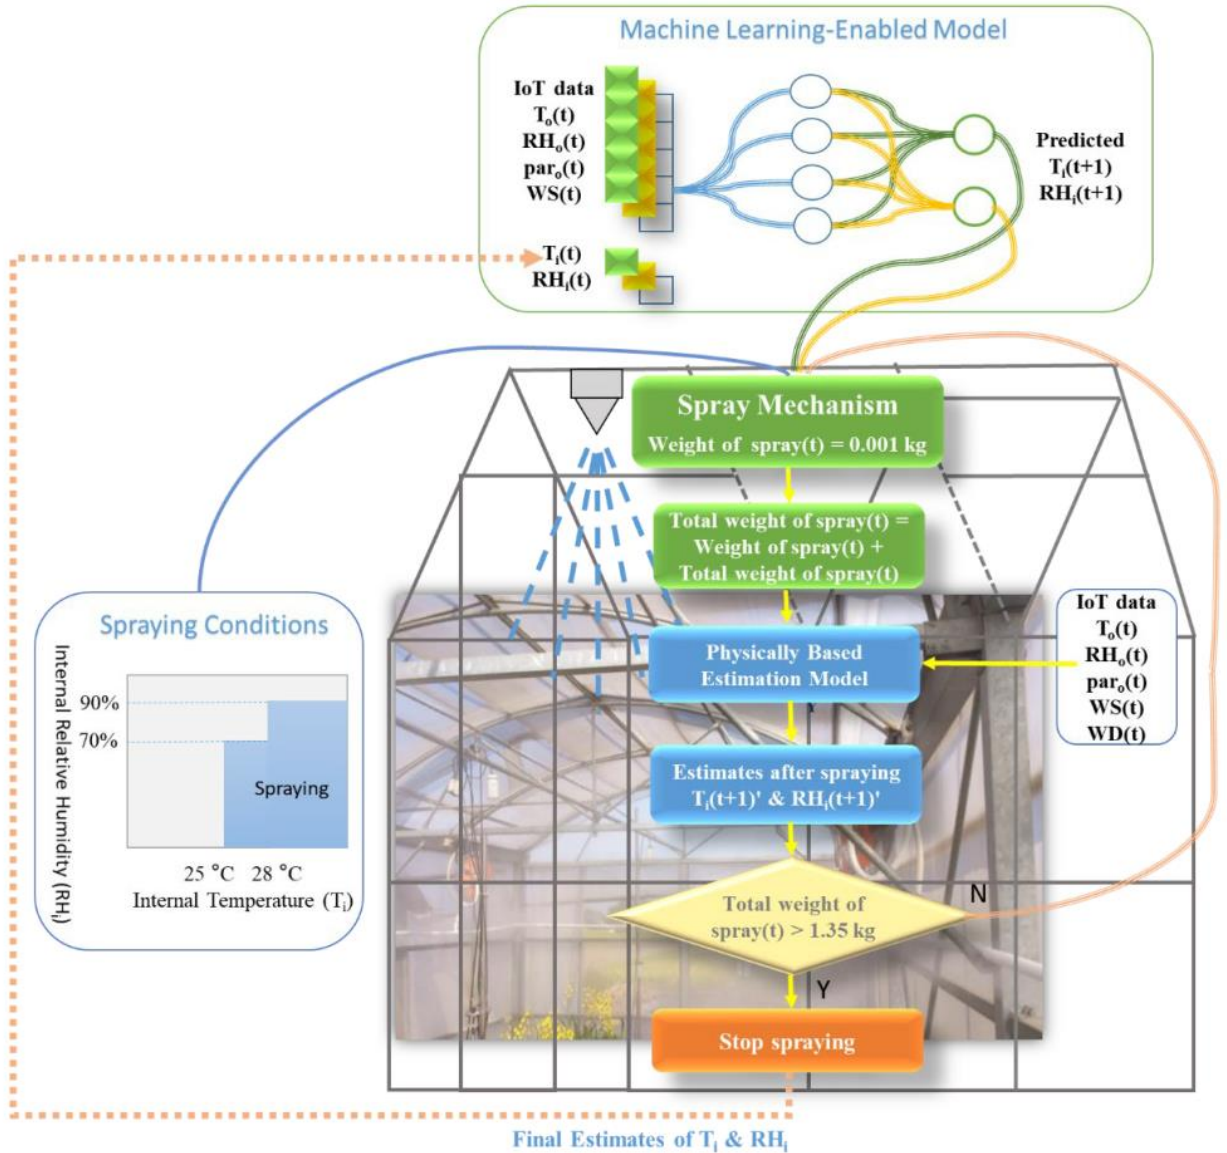 Machine Learning-Enabled Model
IoT data
Tₒ(t)
RHₒ(t)
parₒ(t)
WS(t)
Tᵢ(t)
RHᵢ(t)
Predicted
Tᵢ(t+1)
RHᵢ(t+1)
Spray Mechanism
Weight of spray(t) = 0.001 kg
Total weight of spray(t) =
Weight of spray(t) +
Total weight of spray(t)
Physically Based
Estimation Model
Y
IoT data
Tₒ(t)
RHₒ(t)
parₒ(t)
WS(t)
WD(t)
Estimates after spraying
Tᵢ(t+1)' & RHᵢ(t+1)'
Total weight of
spray(t) > 1.35 kg
N
Y
Stop spraying
Spraying Conditions
Internal Relative Humidity (RHᵢ)
90%
70%
Spraying
25 °C
28 °C
Internal Temperature (Tᵢ)
Final Estimates of Tᵢ & RHᵢ